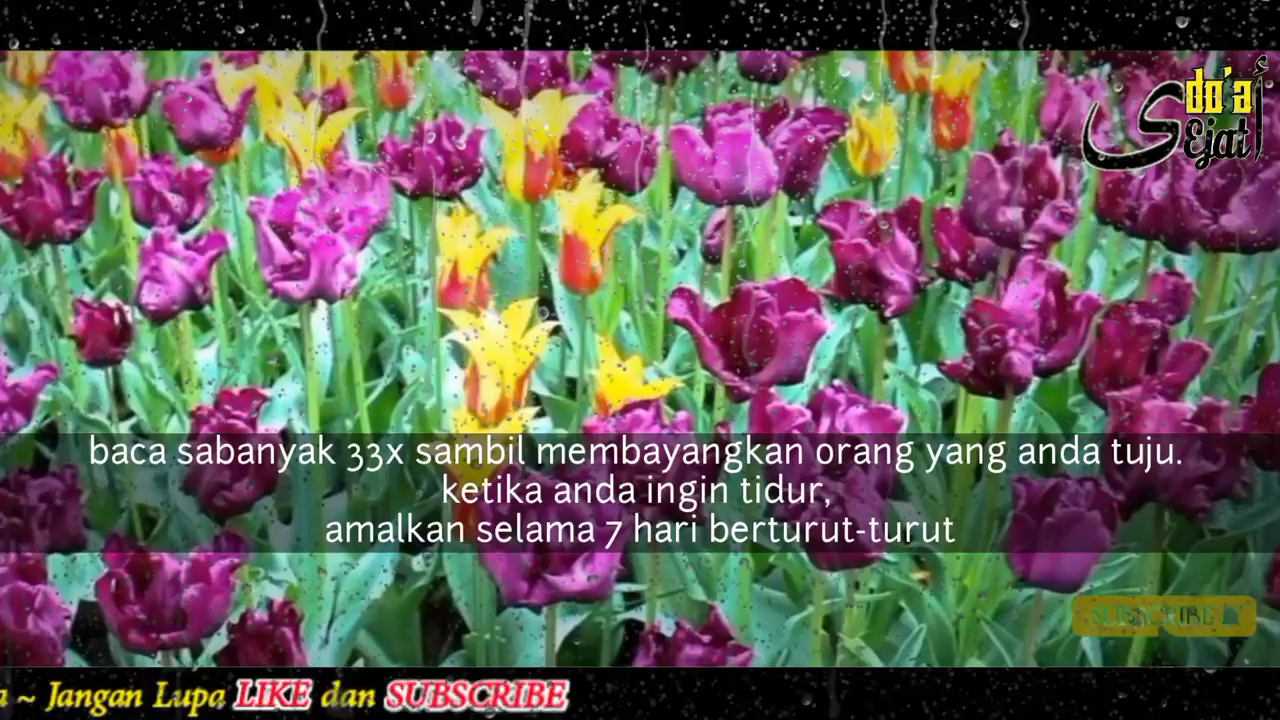 do'a
أ ى
Ejati
baca sabanyak 33x sambil membayangkan orang yang anda tuju.
ketika anda ingin tidur,
amalkan selama 7 hari berturut-turut
SUBSCRIBE
a ~ Jangan Lupa LIKE dan SUBSCRIBE